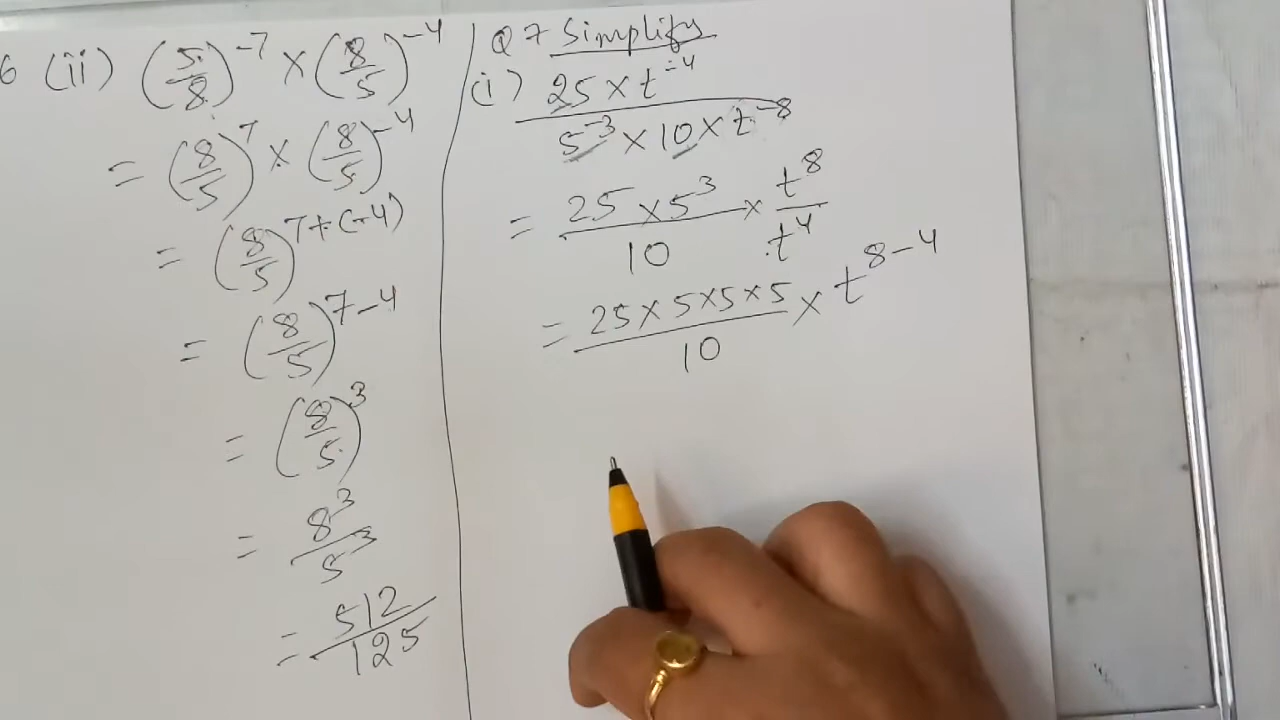 6 (ii) (5/8)^-7 × (8/5)^-4
= (8/5)^7 × (8/5)^-4
= (8/5)^7+(-4)
= (8/5)^7-4
= (8/5)^3
= 8^3/5^3
= 512/125
Q 7 Simplify
(i) 25 × t^-4 / 5^-3 × 10 × t^-8
= 25 × 5^3 / 10 × t^8/t^4
= 25 × 5 × 5 × 5 / 10 × t^8-4